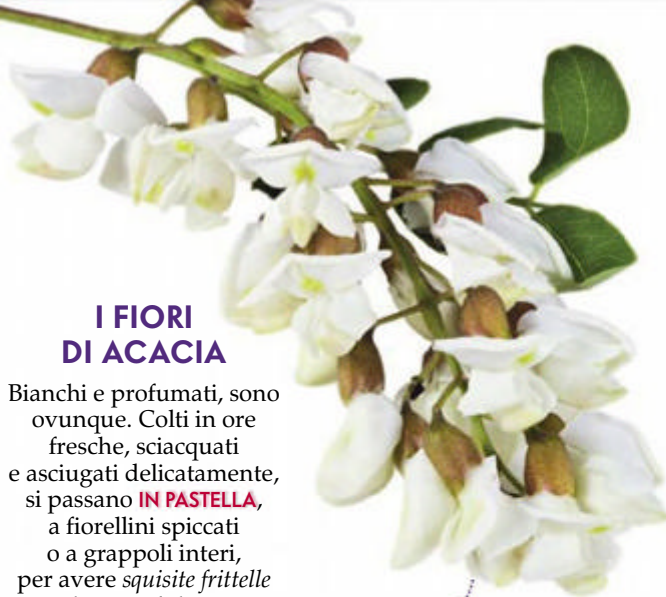 I FIORI
DI ACACIA
Bianchi e profumati, sono
ovunque. Colti in ore
fresche, sciacquati
e asciugati delicatamente,
si passano IN PASTELLA,
a fiorellini spiccati
o a grappoli interi,
per avere squisite frittelle